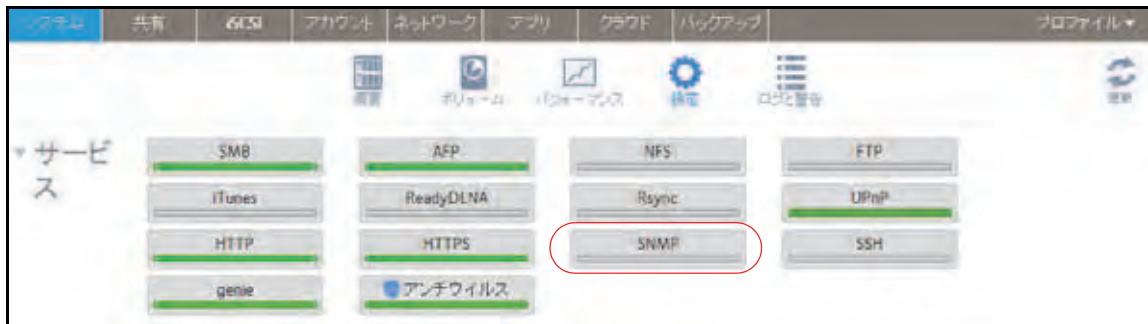 システム 共有 iSCSI アカウント ネットワーク アプリ クラウド バックアップ プロファイル▼
概要 ボリューム パフォーマンス 設定 ログと警告 更新
サービ
ス
SMB AFP NFS FTP
iTunes ReadyDLNA Rsync UPnP
HTTP HTTPS SNMP SSH
genie アンチウィルス